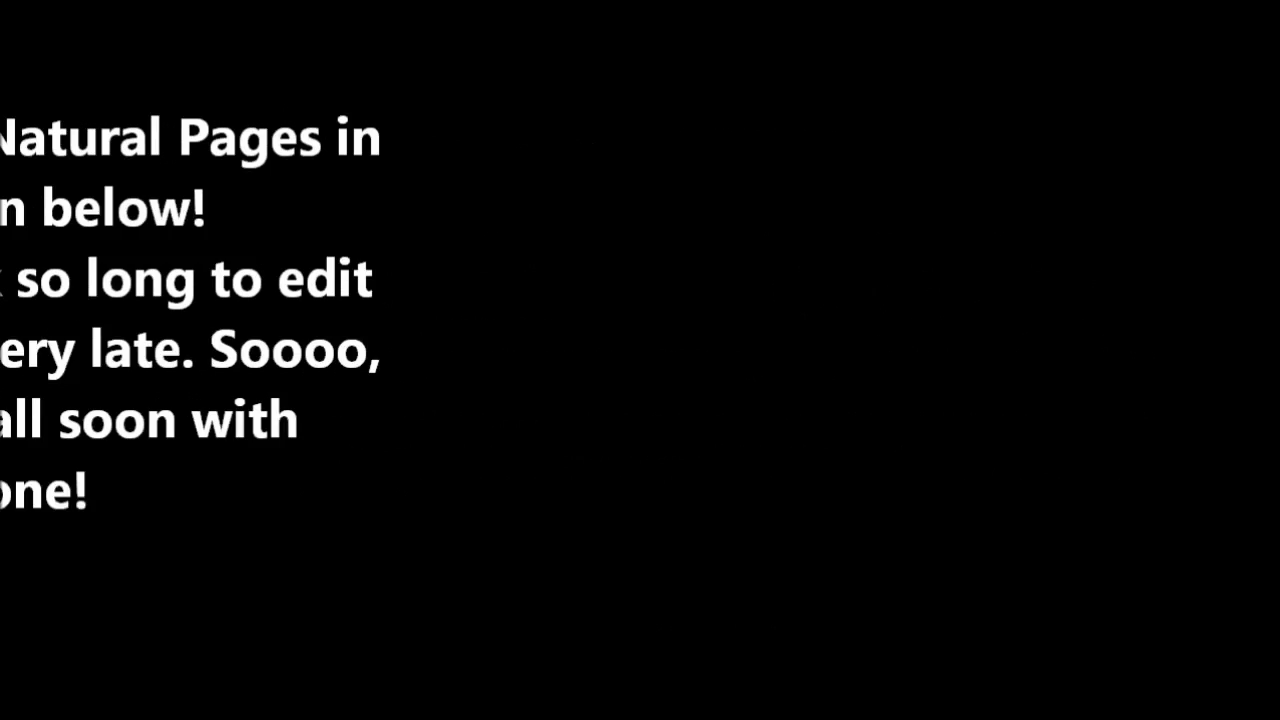 Natural Pages in
n below!
so long to edit
ery late. Soooo,
all soon with
one!